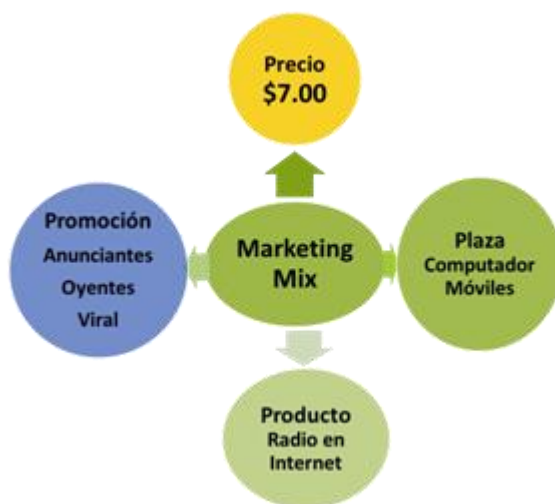 Precio
$7.00
Promoción
Anunciantes
Oyentes
Viral
Marketing
Mix
Plaza
Computador
Móviles
Producto
Radio en
Internet